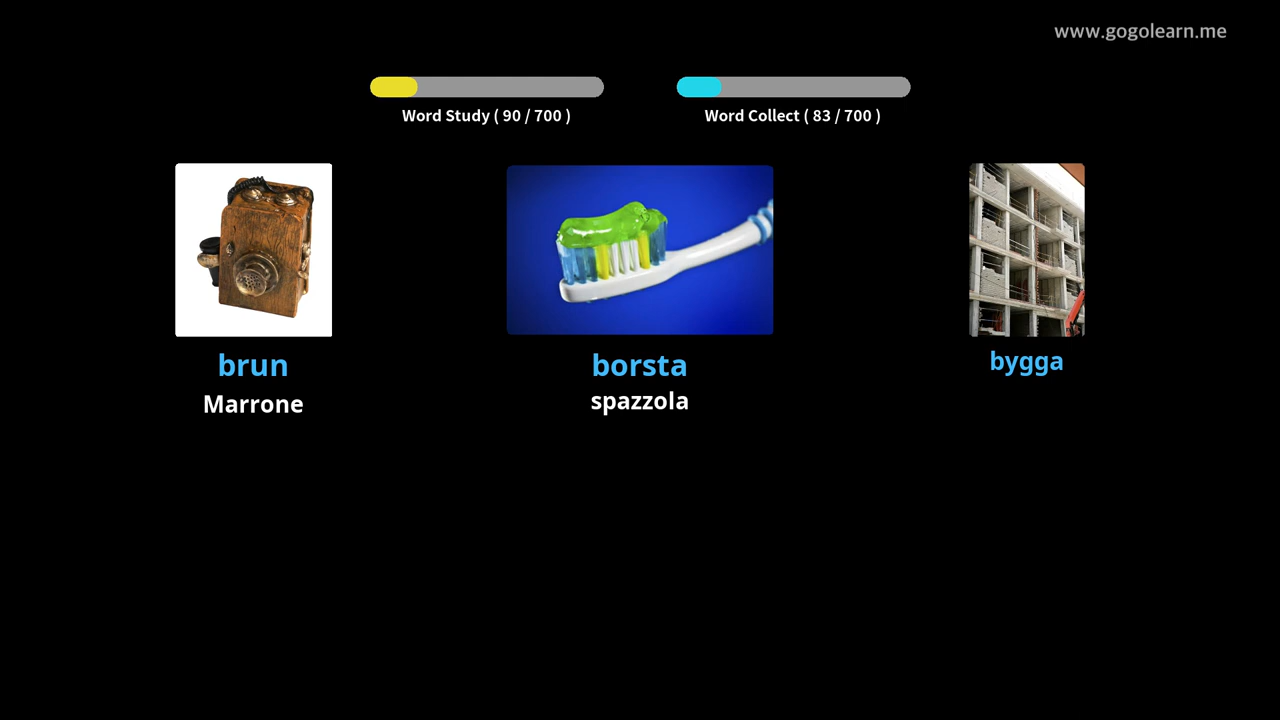 www.gogolearn.me
Word Study ( 90 / 700 )
Word Collect ( 83 / 700 )
brun
Marrone
borsta
spazzola
bygga